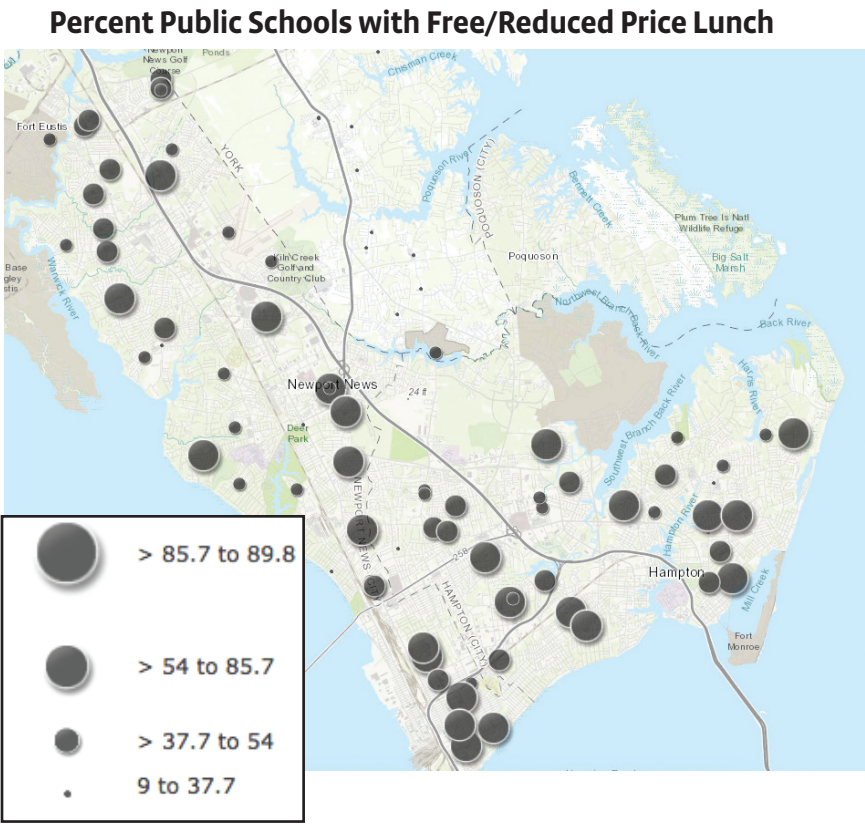 Percent Public Schools with Free/Reduced Price Lunch
Newport
News Golf
Course
Ponds
Chisman Creek
Fort Eustis
YORK
Poquoson River
POQUOSON (CITY)
Bennett Creek
Plum Tree Is Natl
Wildlife Refuge
Big Salt
Marsh
Poquoson
Kiln Creek
Golf and
Country Club
Base
gley
stis
Warwick River
Northwest Branch
Back River
Back River
Newport News
24 ft
Harris River
Deer
Park
Southwest Branch Back River
NEWPORT NEWS CIT
Hampton River
258
Hampton
HAMPTON (CITY)
Mill Creek
Fort
Monroe
> 85.7 to 89.8
> 54 to 85.7
> 37.7 to 54
9 to 37.7